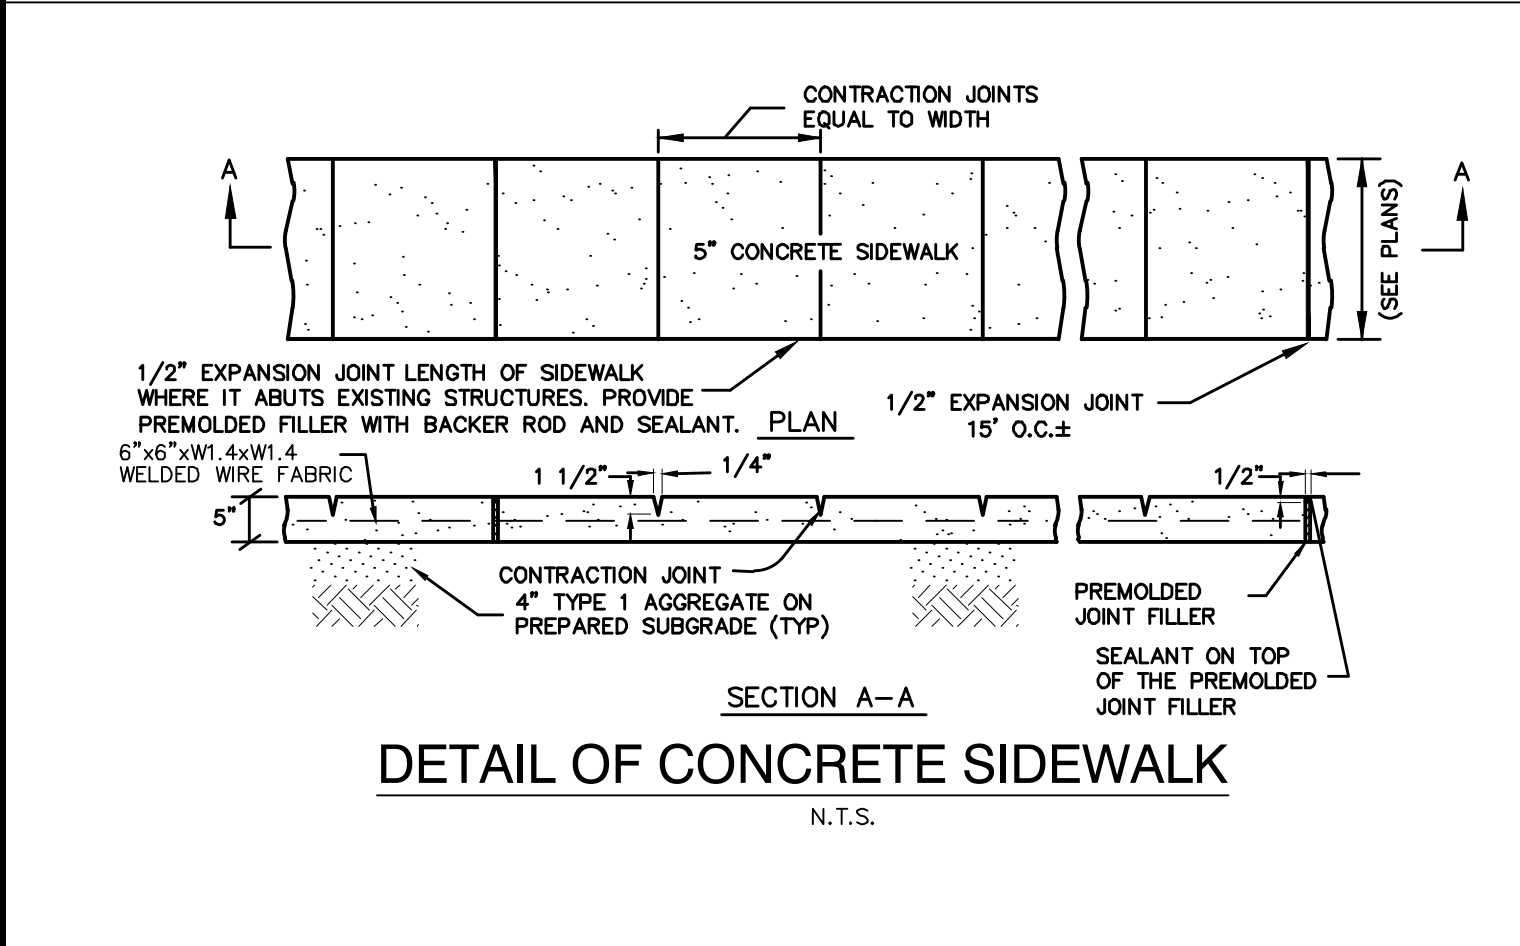 CONTRACTION JOINTS
EQUAL TO WIDTH
A
A
5" CONCRETE SIDEWALK
(SEE PLANS)
1/2" EXPANSION JOINT LENGTH OF SIDEWALK
WHERE IT ABUTS EXISTING STRUCTURES. PROVIDE
PREMOLDED FILLER WITH BACKER ROD AND SEALANT.
PLAN
1/2" EXPANSION JOINT
15' O.C.±
6"x6"xW1.4xW1.4
WELDED WIRE FABRIC
1 1/2"
1/4"
1/2"
5"
CONTRACTION JOINT
4" TYPE 1 AGGREGATE ON
PREPARED SUBGRADE (TYP)
PREMOLDED
JOINT FILLER
SEALANT ON TOP
OF THE PREMOLDED
JOINT FILLER
SECTION A-A
DETAIL OF CONCRETE SIDEWALK
N.T.S.